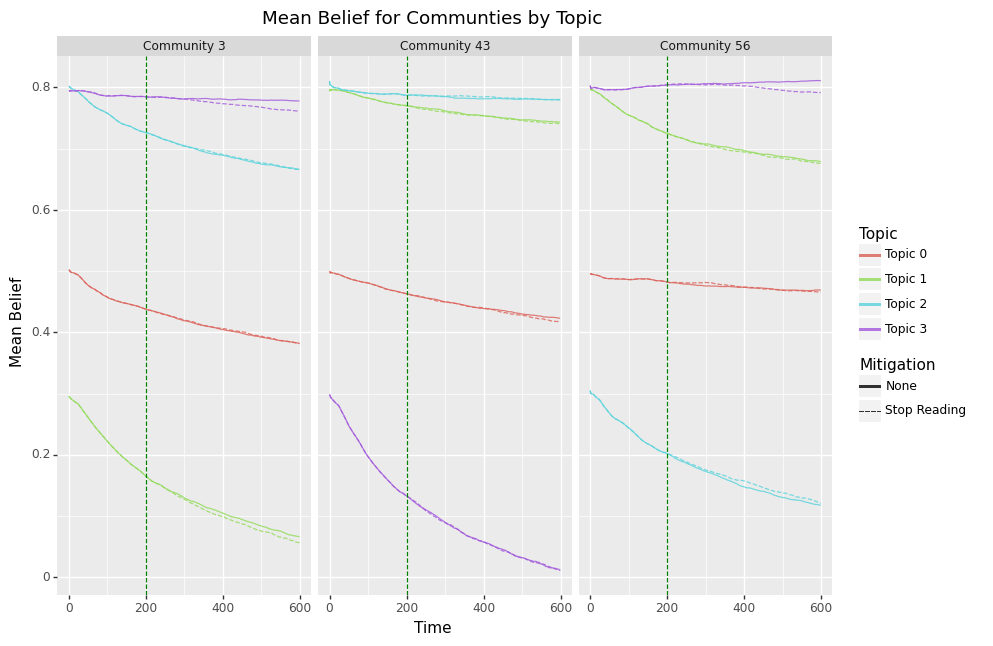 Mean Belief for Communties by Topic
Community 3
Community 43
Community 56
Mean Belief
0.8
0.6
0.4
0.2
0
0 200 400 600
0 200 400 600
0 200 400 600
Time
Topic
Topic 0
Topic 1
Topic 2
Topic 3
Mitigation
None
Stop Reading